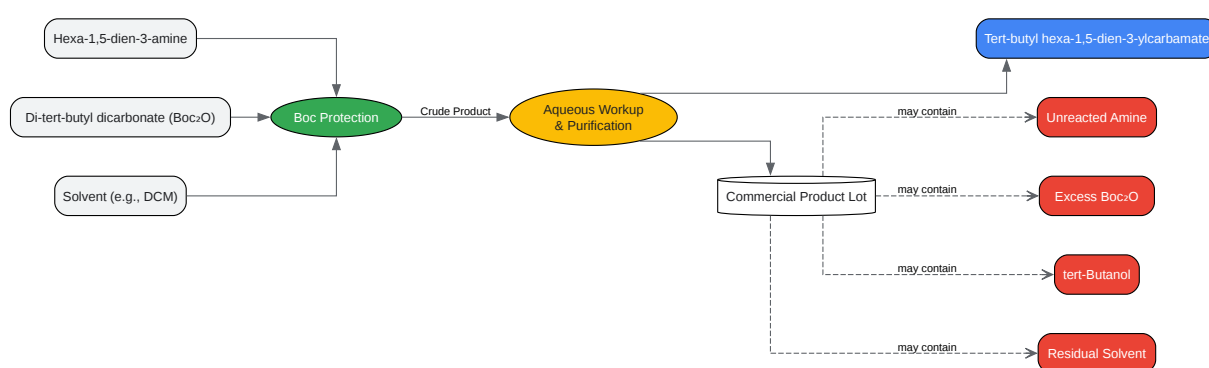 Hexa-1,5-dien-3-amine
Tert-butyl hexa-1,5-dien-3-ylcarbamate
Di-tert-butyl dicarbonate (Boc₂O)
Boc Protection
Crude Product
Aqueous Workup
& Purification
may contain
Unreacted Amine
Solvent (e.g., DCM)
Commercial Product Lot
may contain
Excess Boc₂O
may contain
tert-Butanol
may contain
Residual Solvent